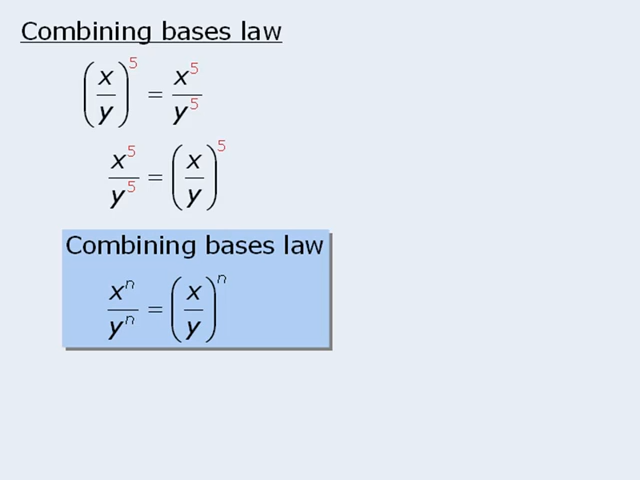 Combining bases law
(x/y)^5 = x^5/y^5
x^5/y^5 = (x/y)^5
Combining bases law
x^n/y^n = (x/y)^n